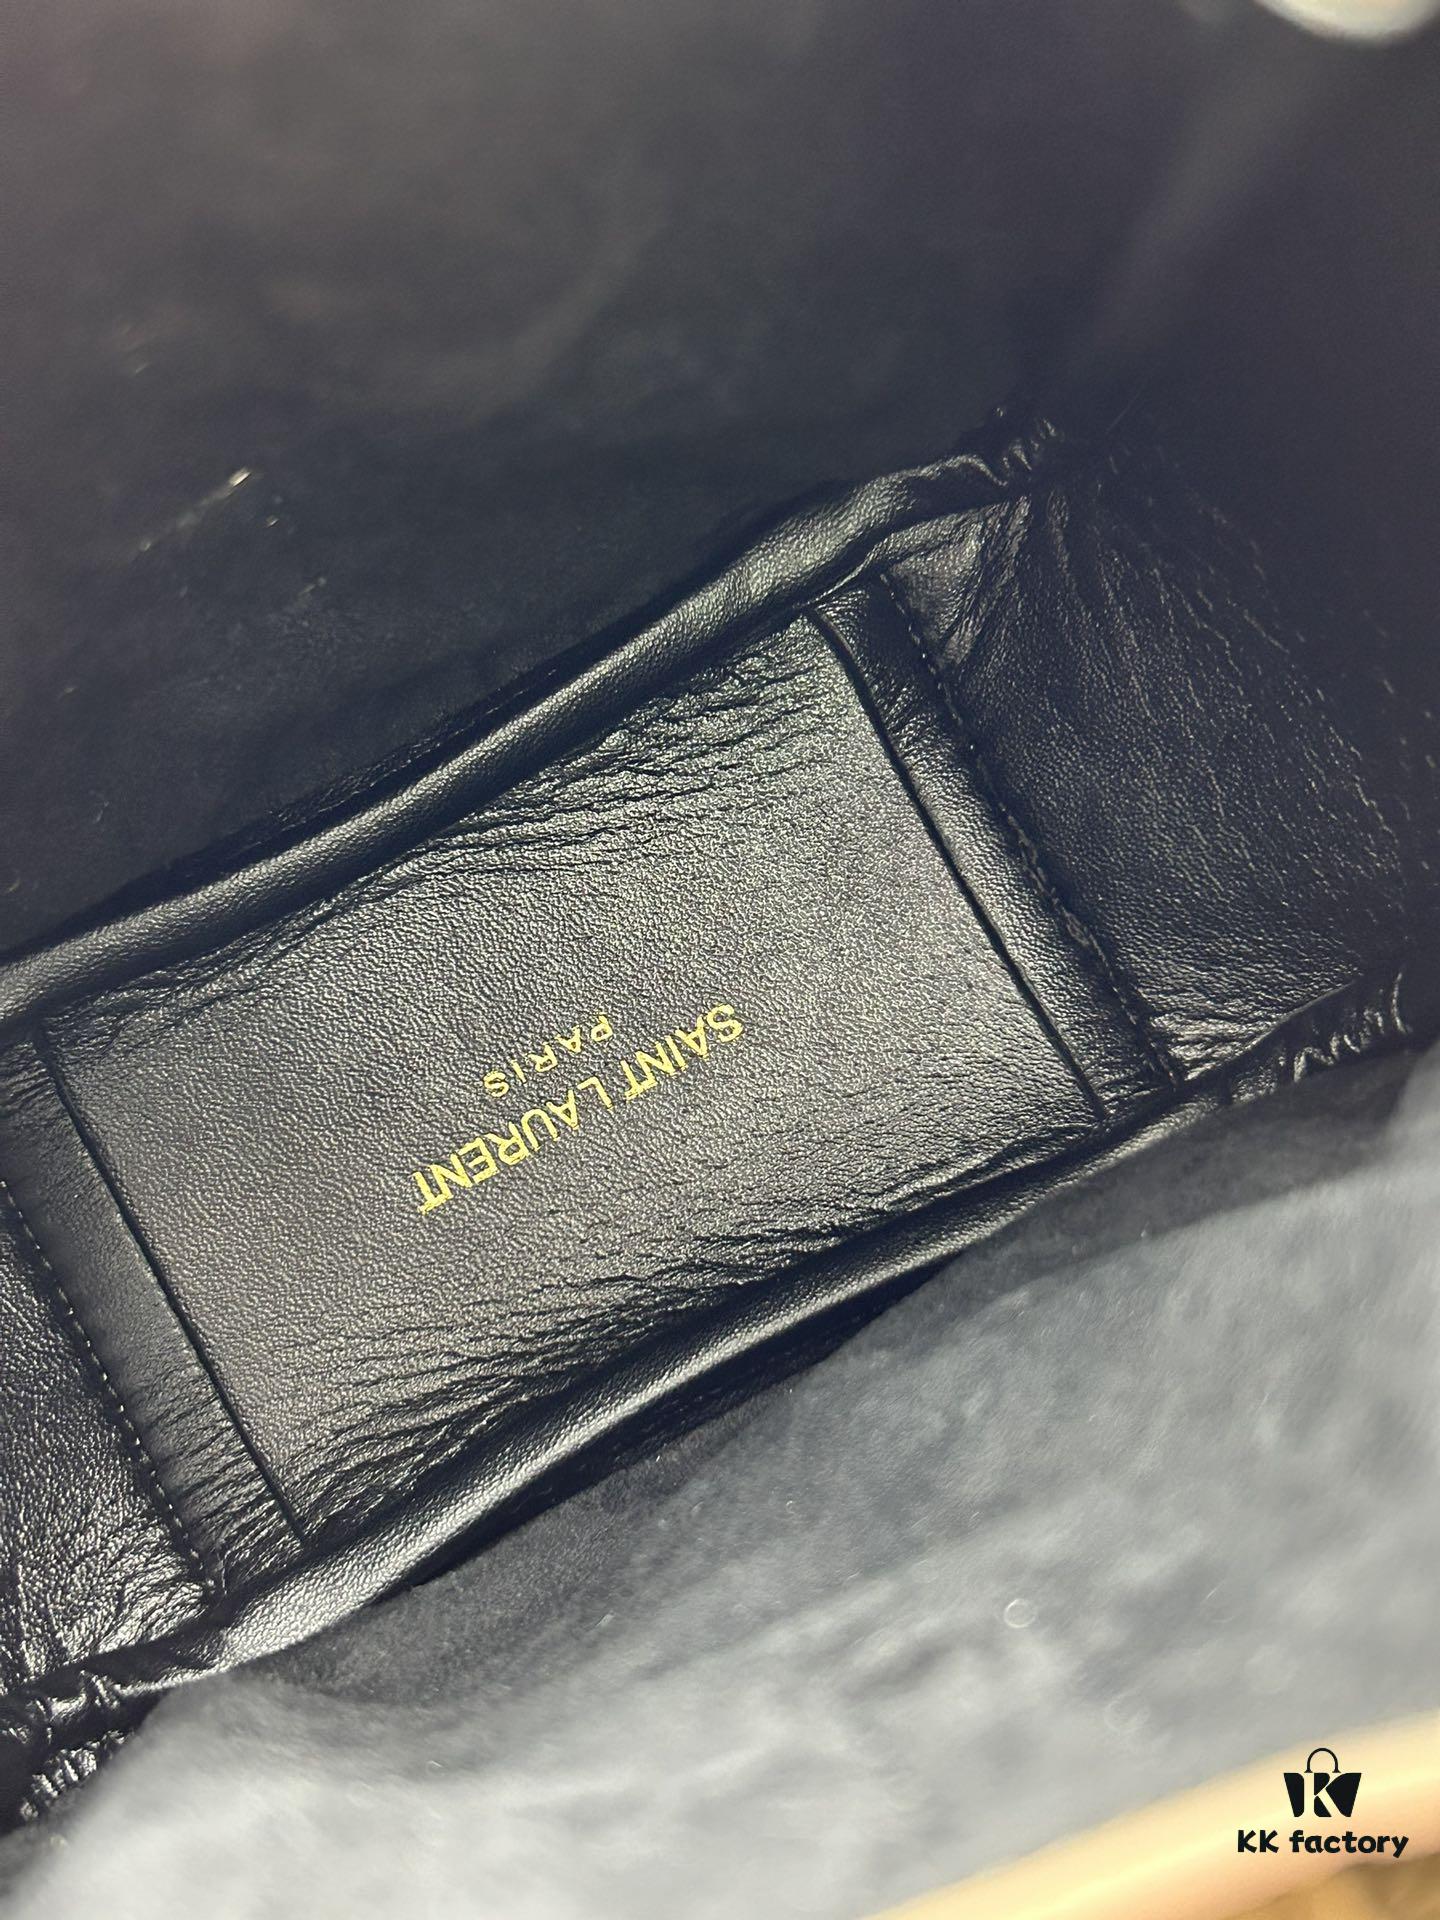 SAINT LAURENT
PARIS
KK factory